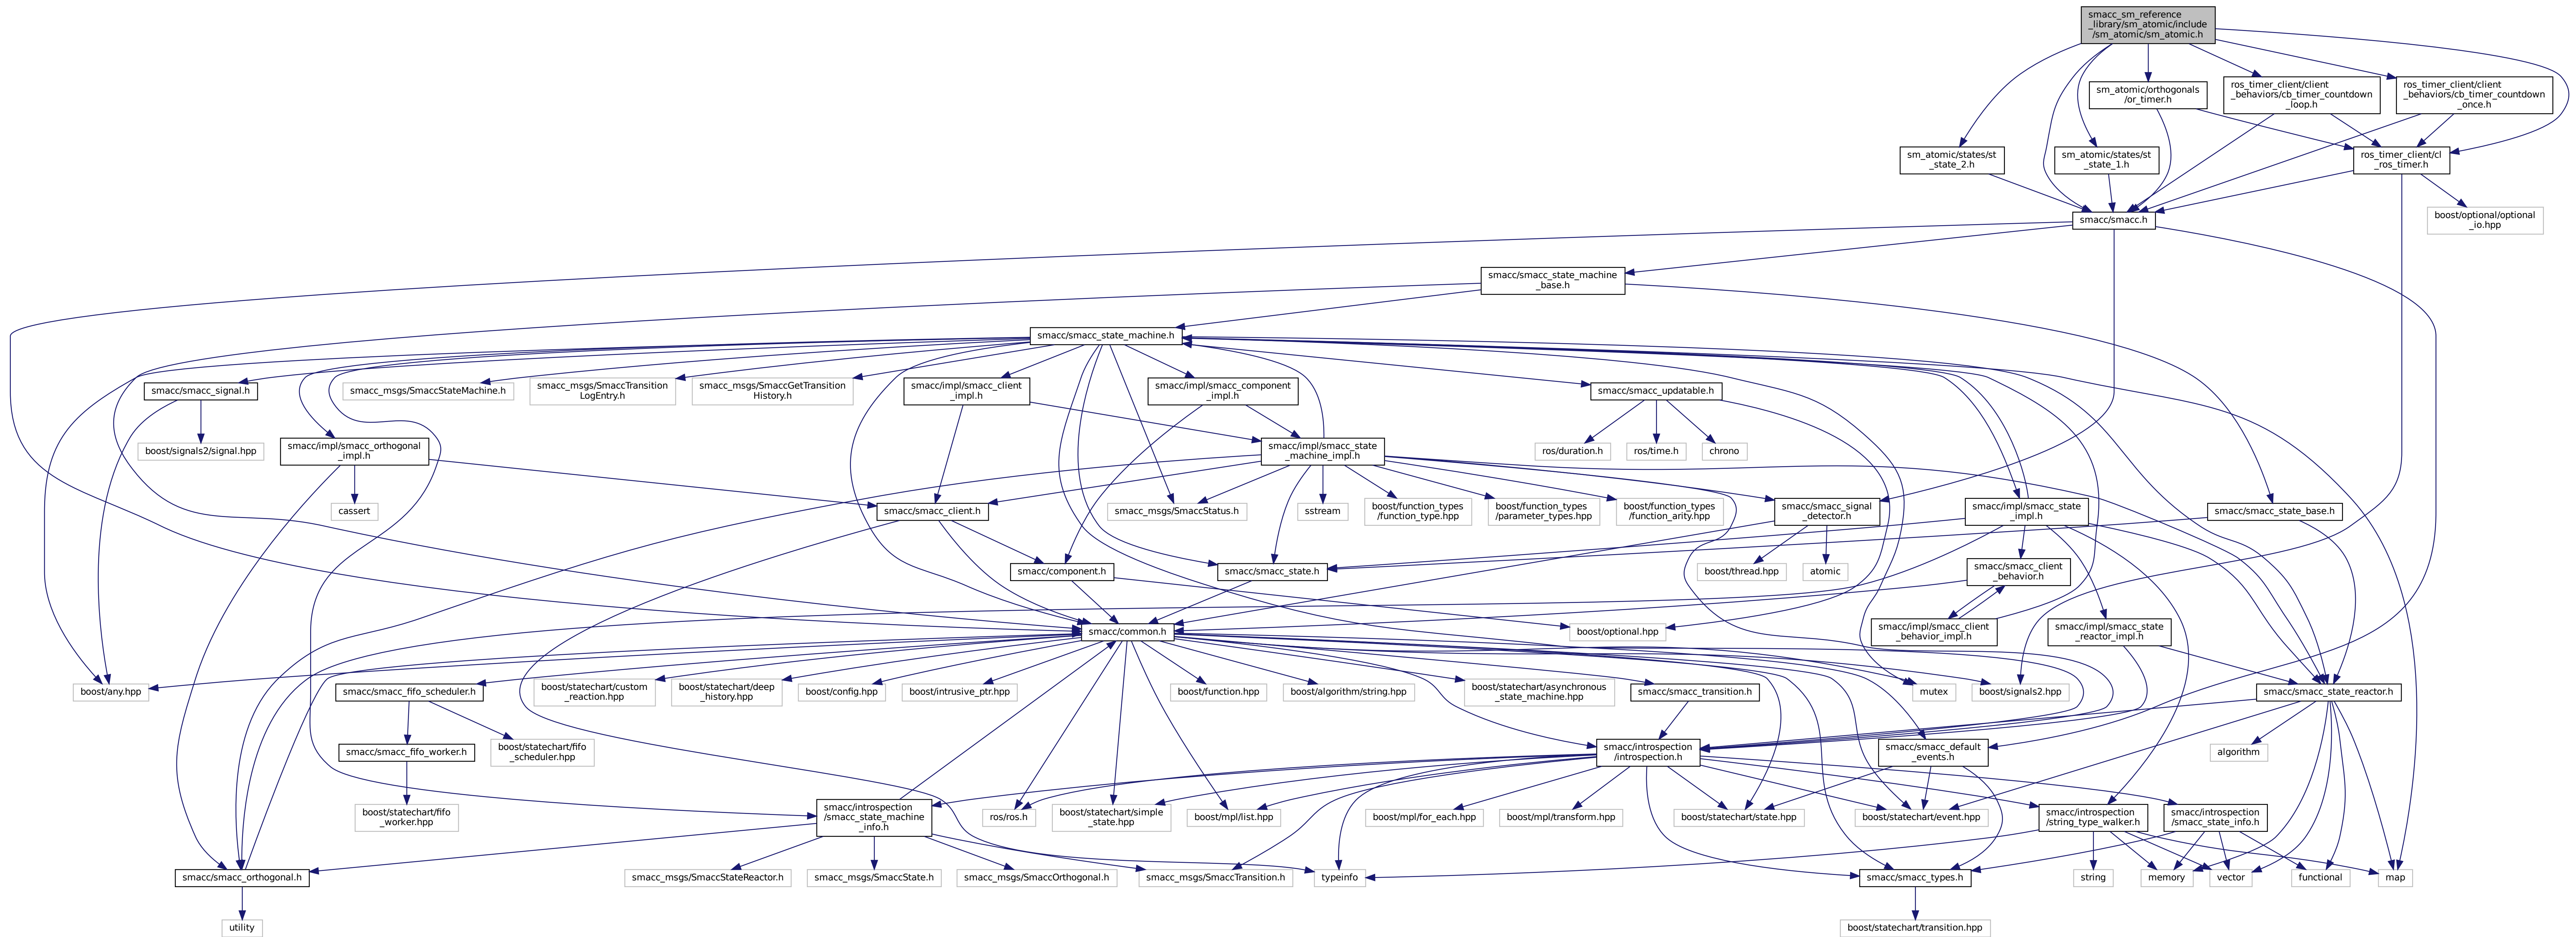 smacc_sm_reference
_library/sm_atomic/include
/sm_atomic/sm_atomic.h
sm_atomic/orthogonals
/or_timer.h
ros_timer_client/client
_behaviors/cb_timer_countdown
_loop.h
ros_timer_client/client
_behaviors/cb_timer_countdown
_once.h
sm_atomic/states/st
_state_2.h
sm_atomic/states/st
_state_1.h
ros_timer_client/cl
_ros_timer.h
smacc/smacc.h
boost/optional/optional
_io.hpp
smacc/smacc_state_machine
_base.h
smacc/smacc_state_machine.h
smacc/smacc_signal.h
smacc_msgs/SmaccStateMachine.h
smacc_msgs/SmaccTransition
LogEntry.h
smacc_msgs/SmaccGetTransition
History.h
smacc/impl/smacc_client
_impl.h
smacc/impl/smacc_component
_impl.h
smacc/smacc_updatable.h
boost/signals2/signal.hpp
smacc/impl/smacc_orthogonal
_impl.h
smacc/impl/smacc_state
_machine_impl.h
ros/duration.h
ros/time.h
chrono
cassert
smacc/smacc_client.h
smacc_msgs/SmaccStatus.h
sstream
boost/function_types
/function_type.hpp
boost/function_types
/parameter_types.hpp
boost/function_types
/function_arity.hpp
smacc/smacc_signal
_detector.h
smacc/impl/smacc_state
_impl.h
smacc/smacc_state_base.h
smacc/component.h
smacc/smacc_state.h
boost/thread.hpp
atomic
smacc/smacc_client
_behavior.h
smacc/common.h
boost/optional.hpp
smacc/impl/smacc_client
_behavior_impl.h
smacc/impl/smacc_state
_reactor_impl.h
boost/any.hpp
smacc/smacc_fifo_scheduler.h
boost/statechart/custom
_reaction.hpp
boost/statechart/deep
_history.hpp
boost/config.hpp
boost/intrusive_ptr.hpp
boost/function.hpp
boost/algorithm/string.hpp
boost/statechart/asynchronous
_state_machine.hpp
smacc/smacc_transition.h
mutex
boost/signals2.hpp
smacc/smacc_state_reactor.h
smacc/smacc_fifo_worker.h
boost/statechart/fifo
_scheduler.hpp
smacc/introspection
/introspection.h
smacc/smacc_default
_events.h
algorithm
boost/statechart/fifo
_worker.hpp
smacc/introspection
/smacc_state_machine
_info.h
ros/ros.h
boost/statechart/simple
_state.hpp
boost/mpl/list.hpp
boost/mpl/for_each.hpp
boost/mpl/transform.hpp
boost/statechart/state.hpp
boost/statechart/event.hpp
smacc/introspection
/string_type_walker.h
smacc/introspection
/smacc_state_info.h
smacc/smacc_orthogonal.h
smacc_msgs/SmaccStateReactor.h
smacc_msgs/SmaccState.h
smacc_msgs/SmaccOrthogonal.h
smacc_msgs/SmaccTransition.h
typeinfo
smacc/smacc_types.h
string
memory
vector
functional
map
utility
boost/statechart/transition.hpp